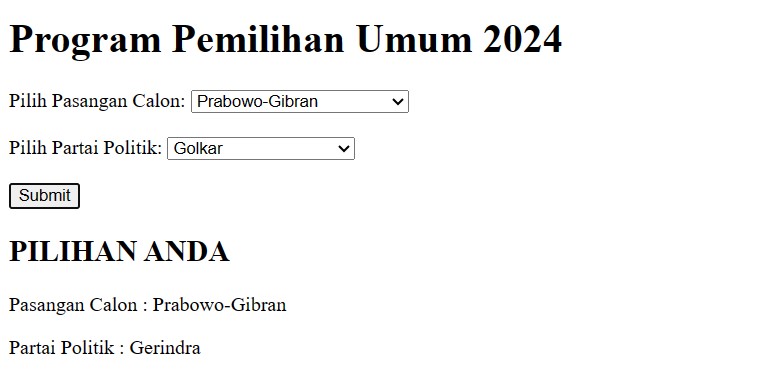 Program Pemilihan Umum 2024
Pilih Pasangan Calon: Prabowo-Gibran
Pilih Partai Politik: Golkar
Submit
PILIHAN ANDA
Pasangan Calon : Prabowo-Gibran
Partai Politik : Gerindra